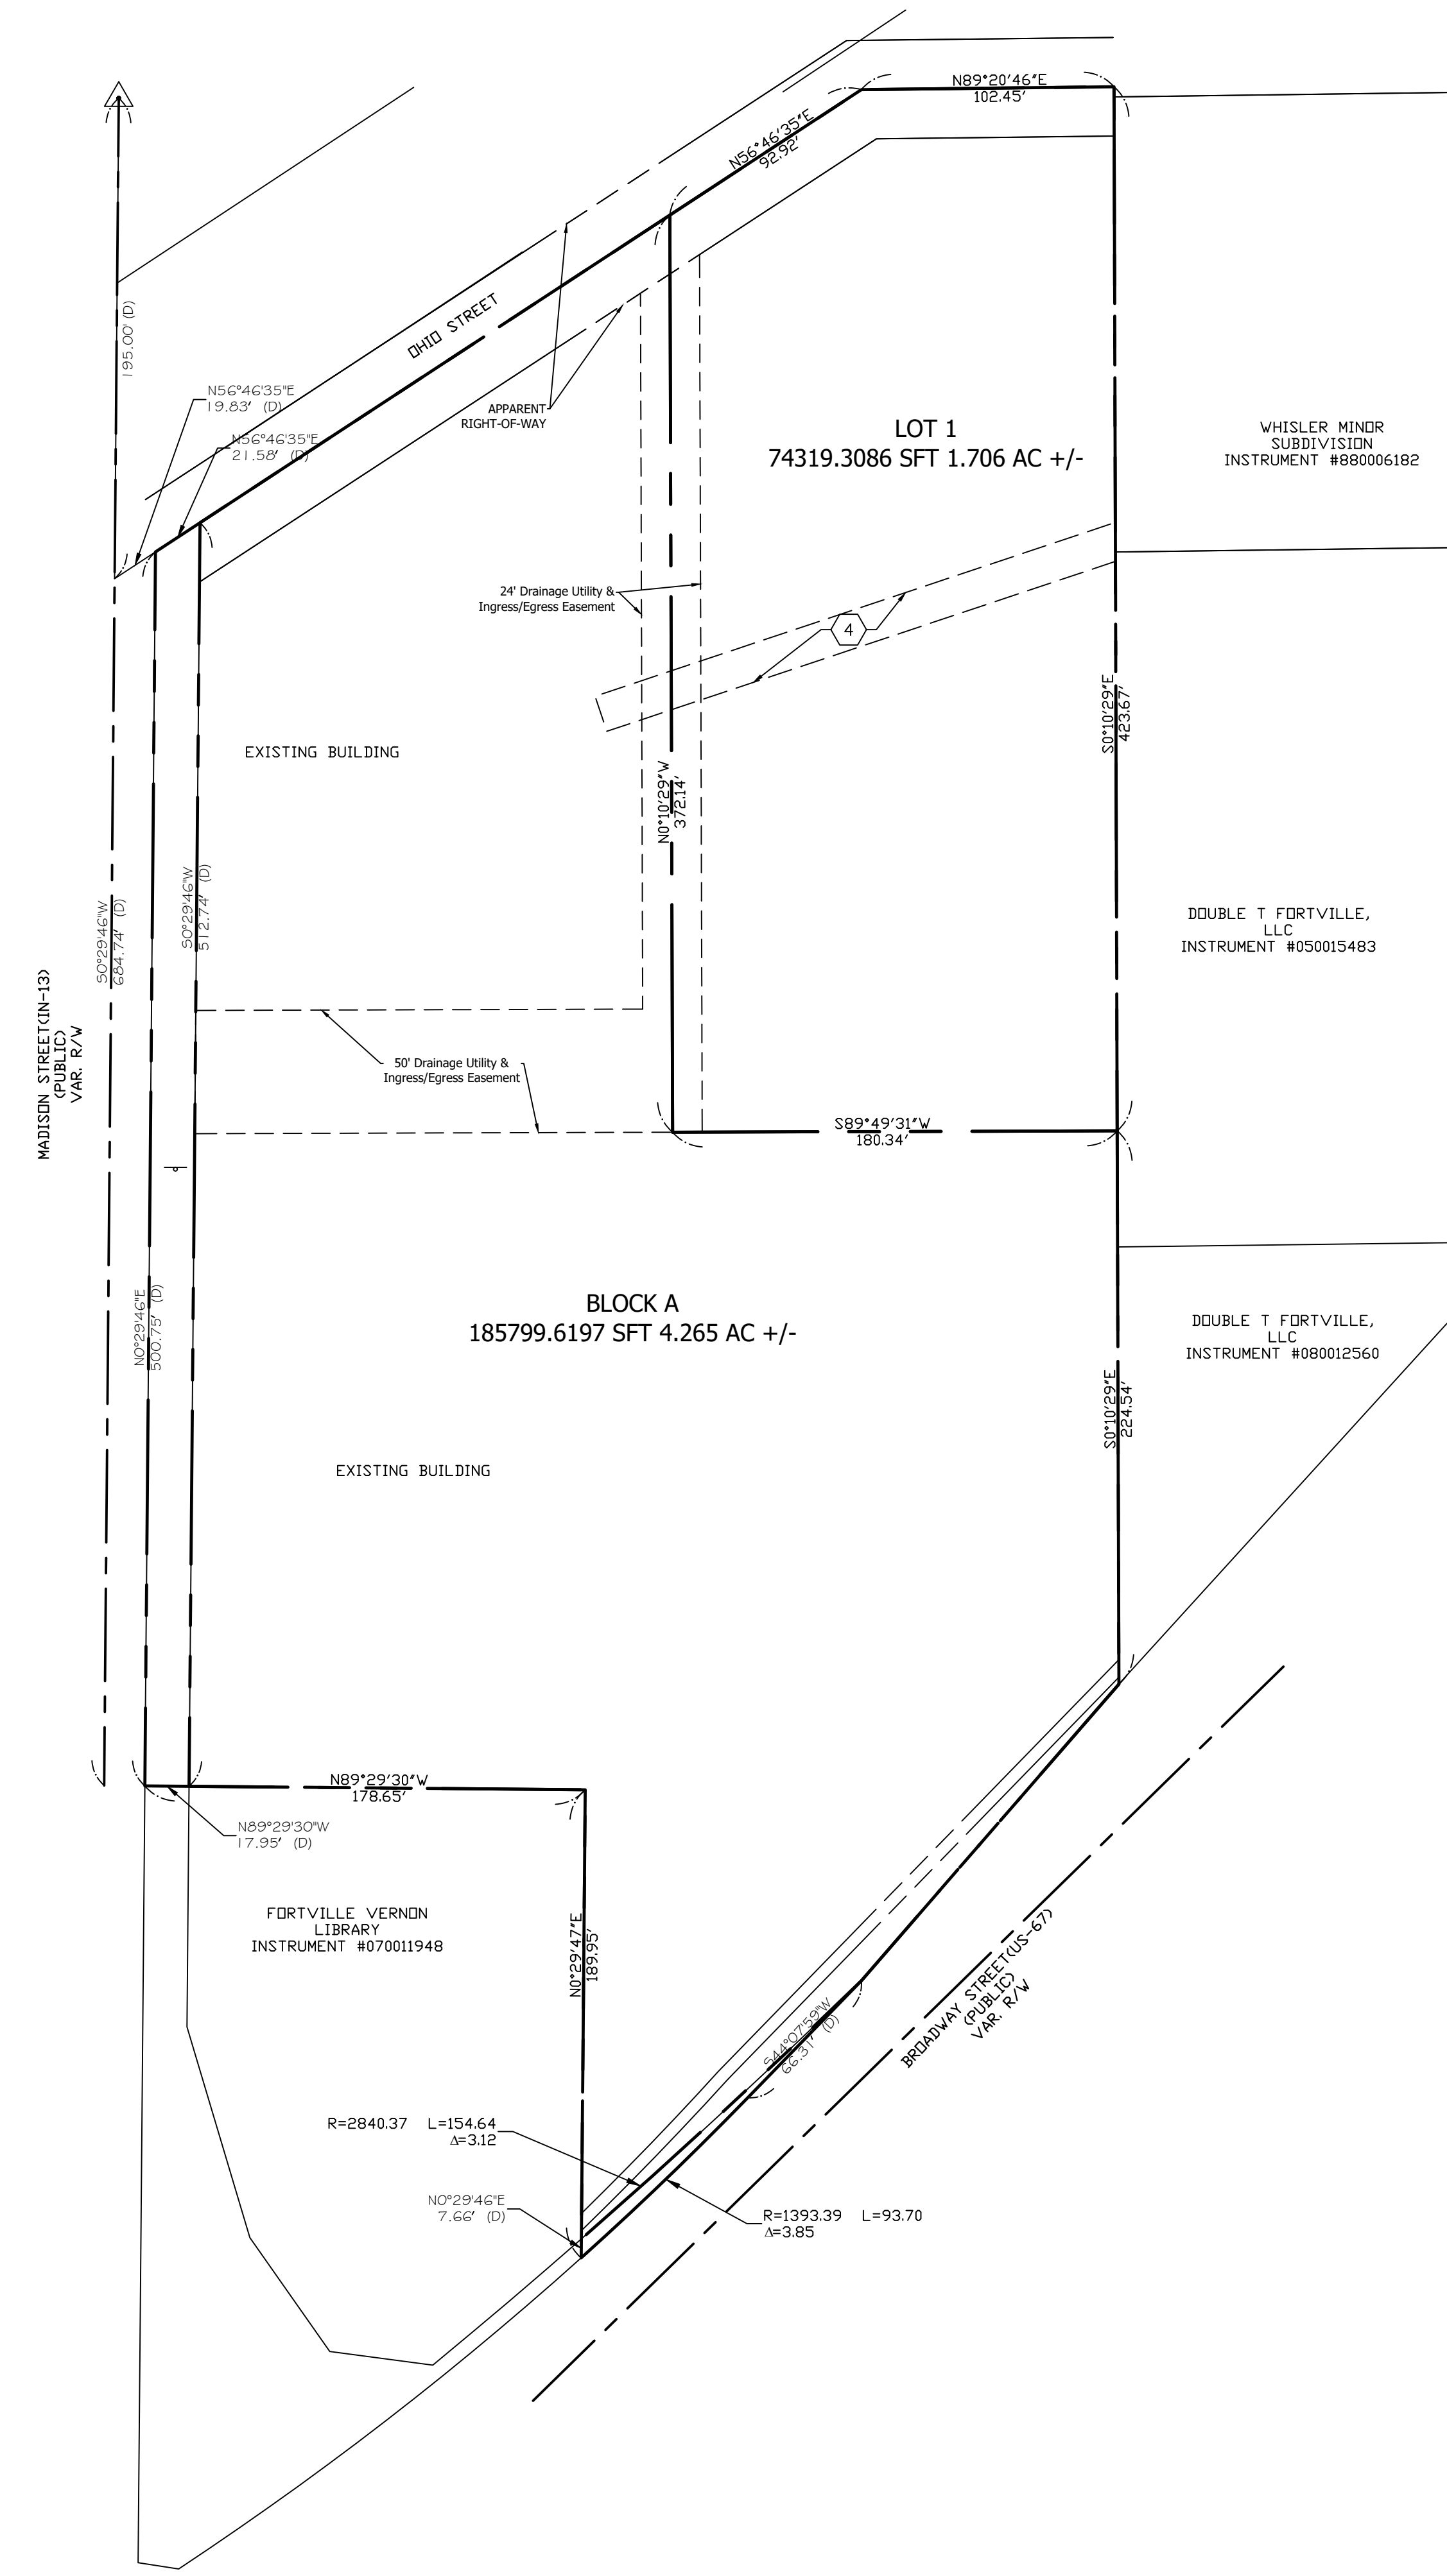 N89°20'46"E
102.45'
N56°46'35"E
92.92'
195.00' (D)
OHIO STREET
N56°46'35"E
19.83' (D)
N56°46'35"E
21.58' (D)
APPARENT
RIGHT-OF-WAY
LOT 1
74319.3086 SFT 1.706 AC +/-
WHISLER MINOR
SUBDIVISION
INSTRUMENT #880006182
24' Drainage Utility &
Ingress/Egress Easement
4
S0°10'29"E
423.67'
EXISTING BUILDING
N0°10'29"W
372.14'
S0°29'46"W
512.74' (D)
S0°29'46"W
684.74' (D)
DOUBLE T FORTVILLE,
LLC
INSTRUMENT #050015483
MADISON STREET(IN-13)
(PUBLIC)
VAR. R/W
50' Drainage Utility &
Ingress/Egress Easement
S89°49'31"W
180.34'
N0°29'46"E
500.75' (D)
BLOCK A
185799.6197 SFT 4.265 AC +/-
DOUBLE T FORTVILLE,
LLC
INSTRUMENT #080012560
S0°10'29"E
224.54'
EXISTING BUILDING
N89°29'30"W
178.65'
N89°29'30"W
17.95' (D)
FORTVILLE VERNON
LIBRARY
INSTRUMENT #070011948
N0°29'47"E
189.95'
BROADWAY STREET(US-67)
(PUBLIC)
VAR. R/W
S44°07'59"W
66.31' (D)
R=2840.37 L=154.64
Δ=3.12
N0°29'46"E
7.66' (D)
R=1393.39 L=93.70
Δ=3.85